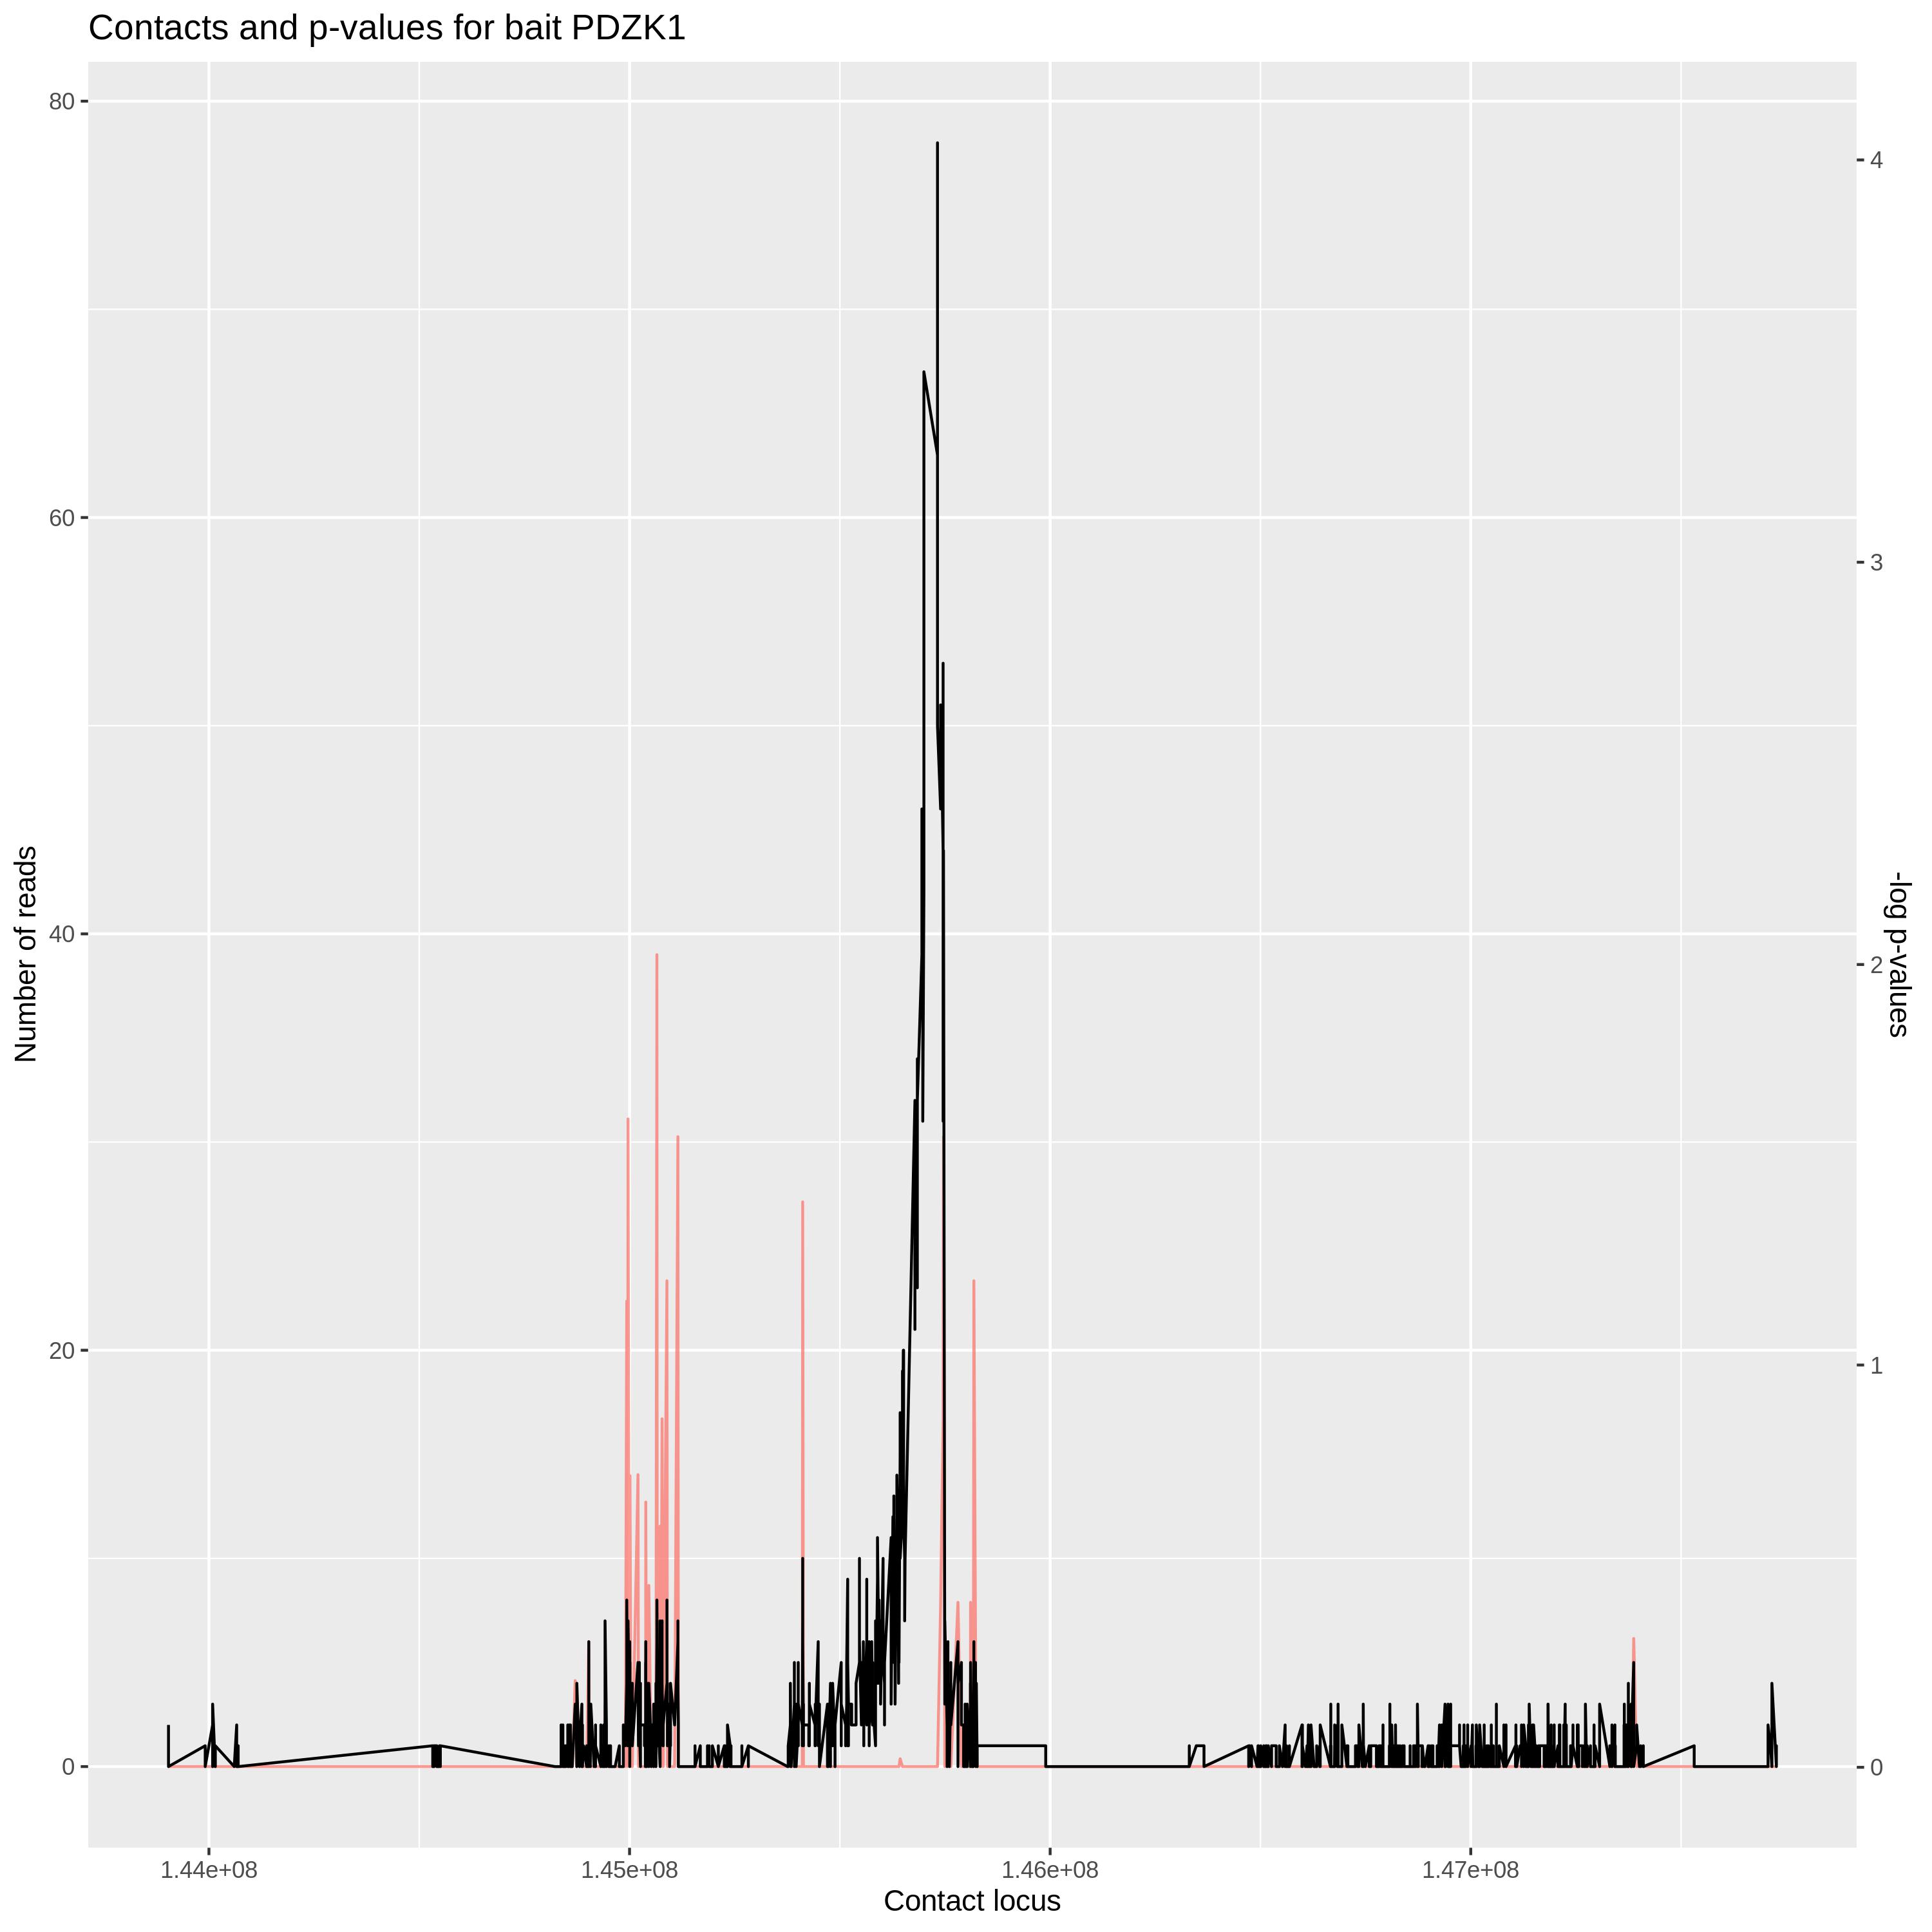 Contacts and p-values for bait PDZK1
80
60
40
20
0
Number of reads
4
3
2
1
0
-log p-values
1.44e+08
1.45e+08
1.46e+08
1.47e+08
Contact locus